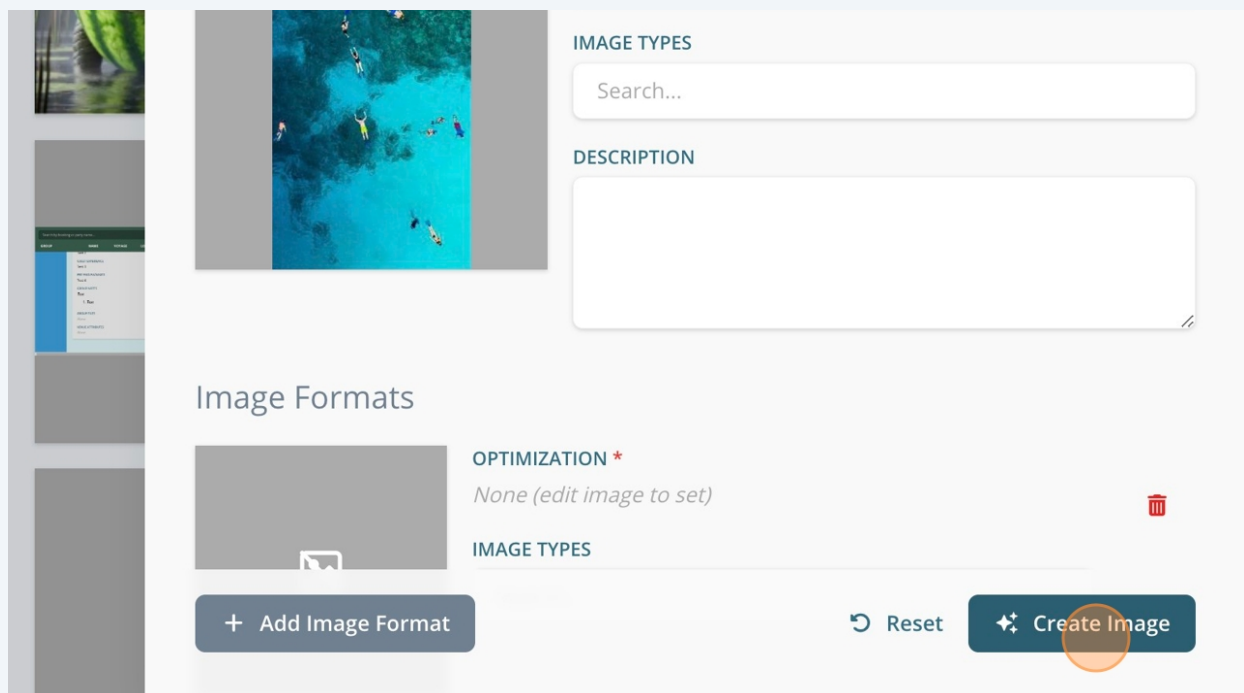 IMAGE TYPES
Search...
DESCRIPTION
Image Formats
OPTIMIZATION *
None (edit image to set)
IMAGE TYPES
+ Add Image Format
Reset
Create Image